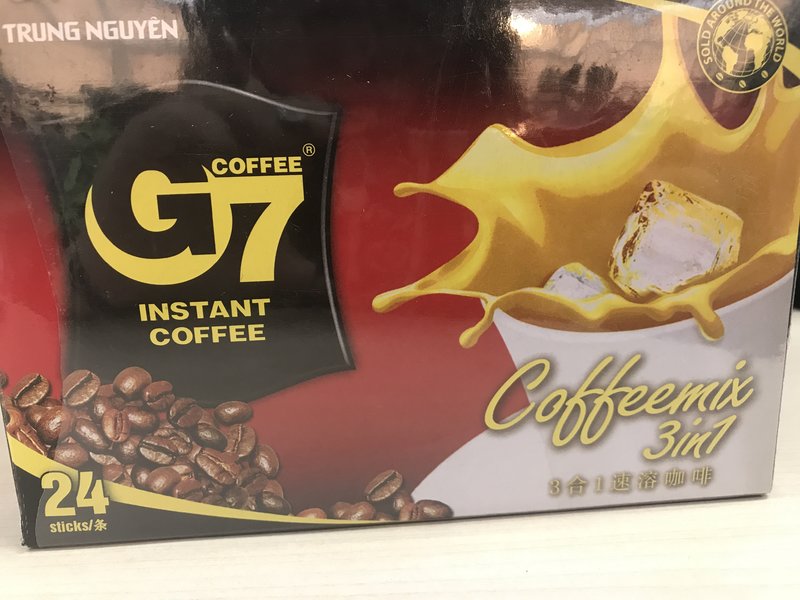 TRUNG NGUYÊN
SOLD AROUND THE WORLD
COFFEE ®
G7
INSTANT
COFFEE
Coffeemix
3in1
3合1速溶咖啡
24
sticks/条